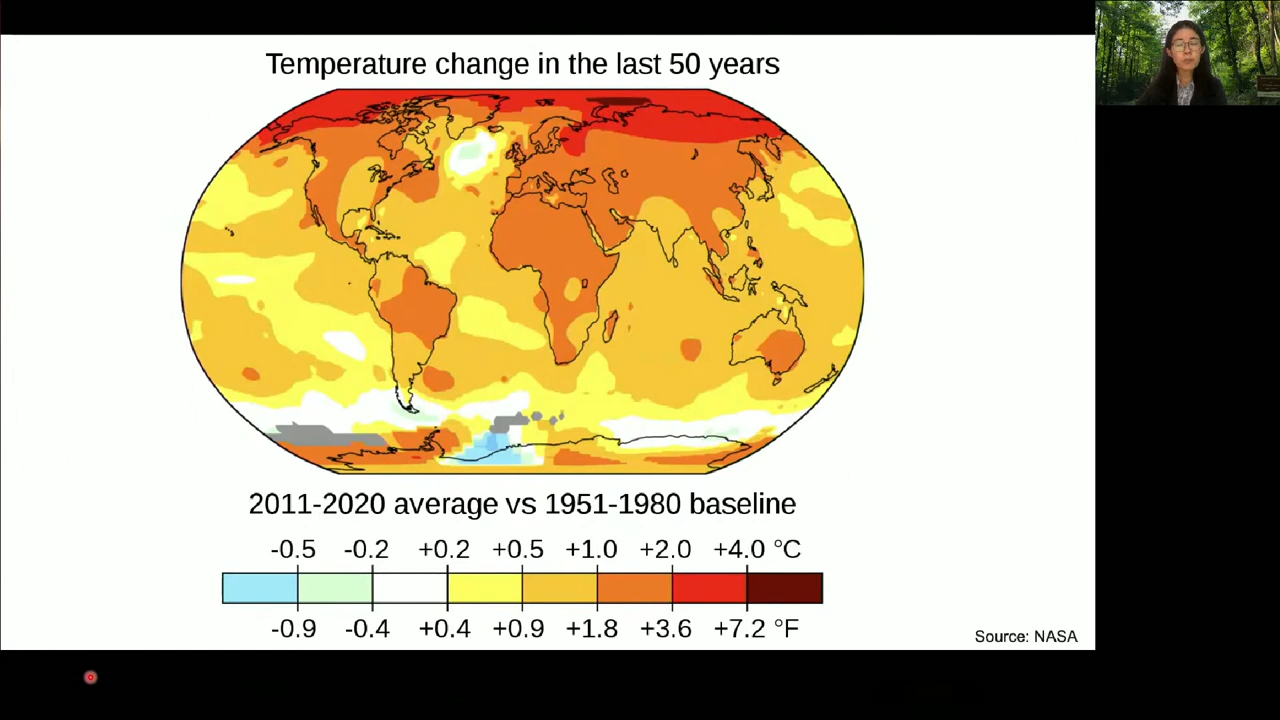 Temperature change in the last 50 years
2011-2020 average vs 1951-1980 baseline
-0.5 -0.2 +0.2 +0.5 +1.0 +2.0 +4.0 °C
-0.9 -0.4 +0.4 +0.9 +1.8 +3.6 +7.2 °F
Source: NASA